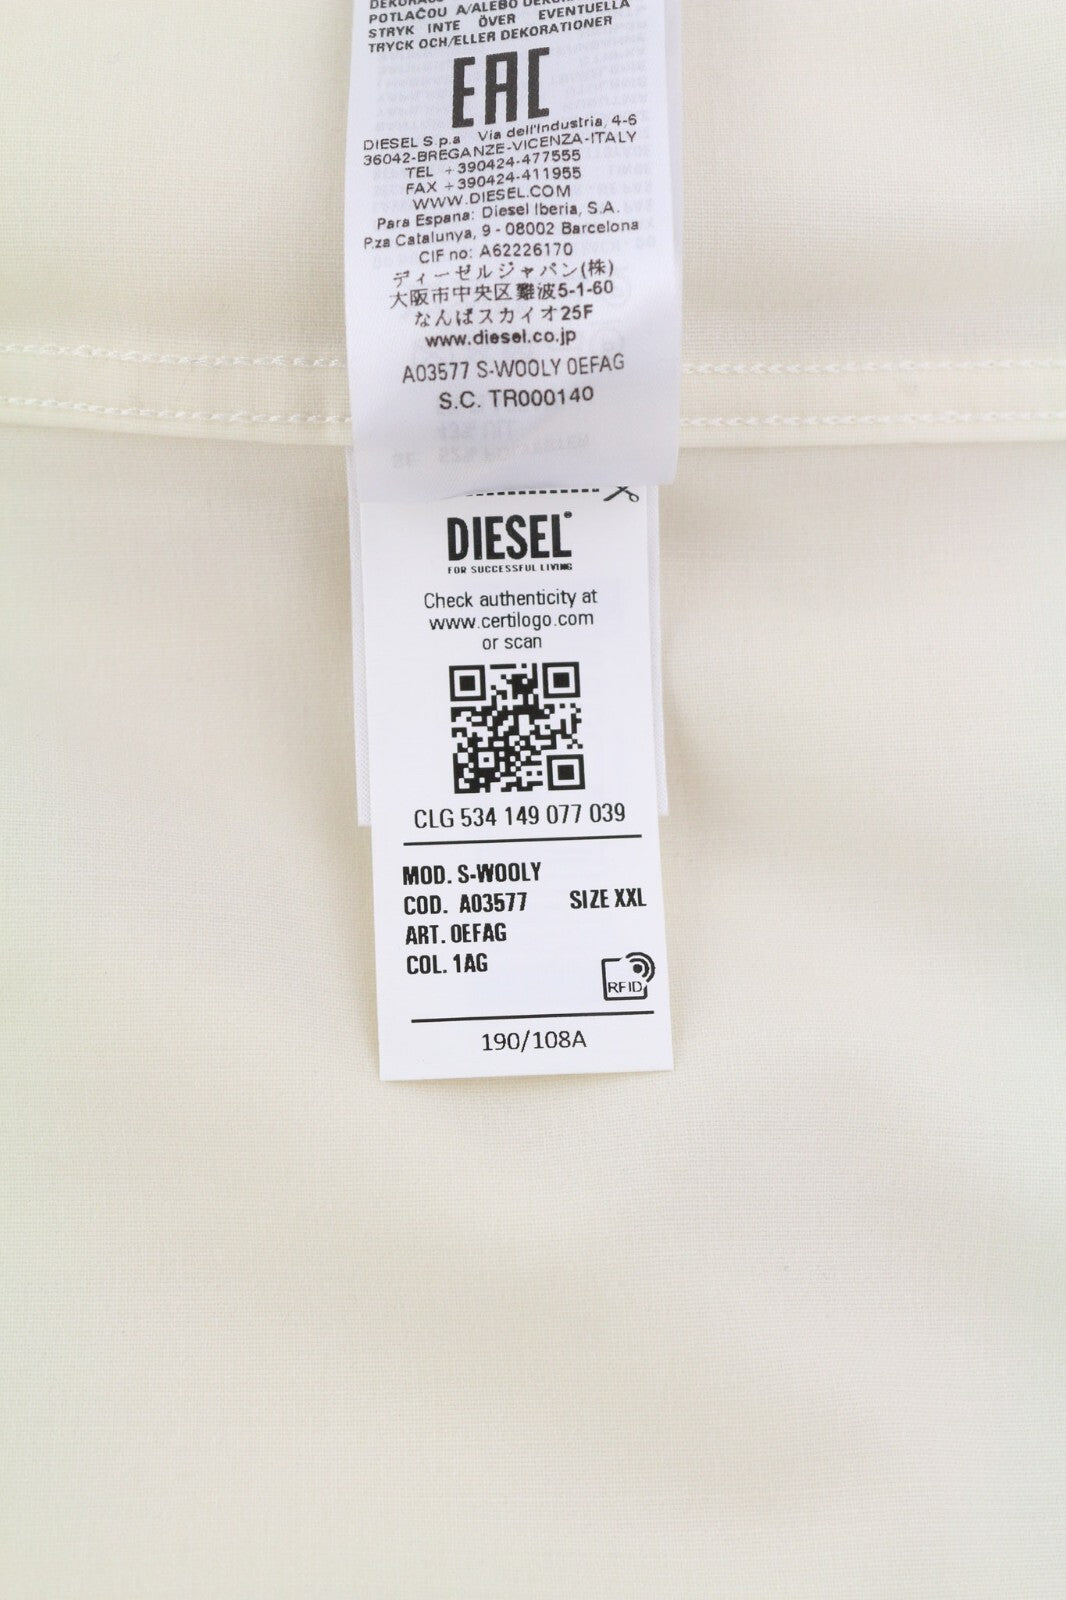 POTLAČOU A/ALEBO
STRYK INTE ÖVER EVENTUELLA
TRYCK OCH/ELLER DEKORATIONER
EAC
DIESEL S.p.a Via dell'Industria, 4-6
36042-BREGANZE-VICENZA-ITALY
TEL +390424-477555
FAX +390424-411955
WWW.DIESEL.COM
Para Espana: Diesel Iberia, S.A.
P.za Catalunya, 9 - 08002 Barcelona
CIF no: A62226170
ディーゼルジャパン(株)
大阪市中央区難波5-1-60
なんばスカイオ25F
www.diesel.co.jp
A03577 S-WOOLY 0EFAG
S.C. TR000140
DIESEL®
FOR SUCCESSFUL LIVING
Check authenticity at
www.certilogo.com
or scan
CLG 534 149 077 039
MOD. S-WOOLY
COD. A03577 SIZE XXL
ART. 0EFAG
COL. 1AG
RFID
190/108A